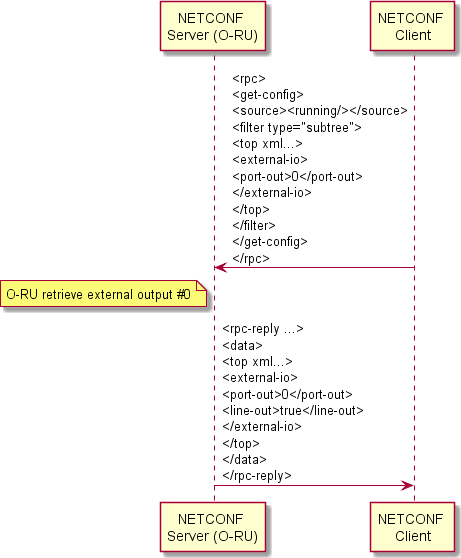 NETCONF
Server (O-RU)
NETCONF
Client
<rpc>
<get-config>
<source><running/></source>
<filter type="subtree">
<top xml...>
<external-io>
<port-out>0</port-out>
</external-io>
</top>
</filter>
</get-config>
</rpc>
O-RU retrieve external output #0
<rpc-reply ...>
<data>
<top xml...>
<external-io>
<port-out>0</port-out>
<line-out>true</line-out>
</external-io>
</top>
</data>
</rpc-reply>
NETCONF
Server (O-RU)
NETCONF
Client